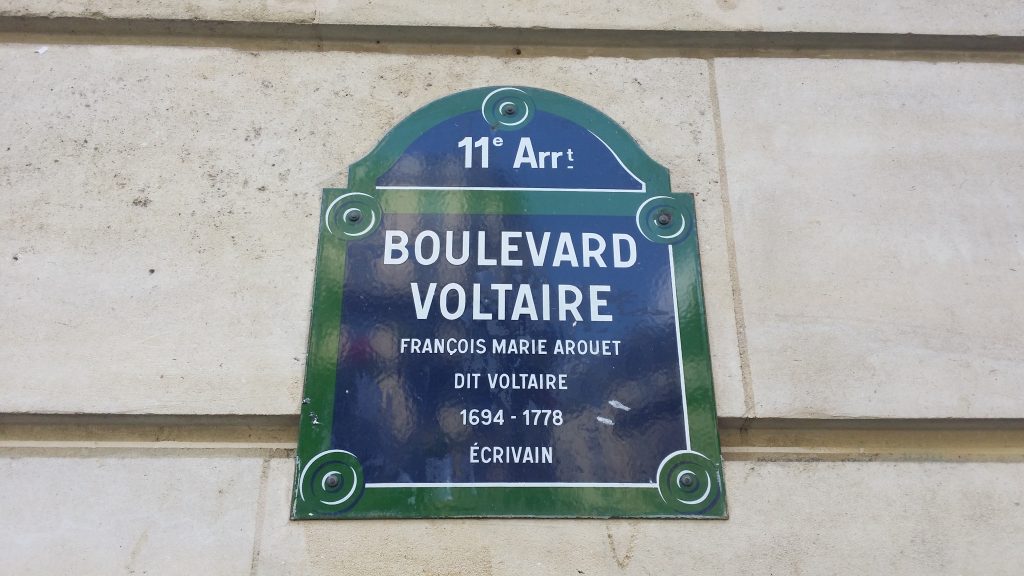 11e Arrt
BOULEVARD
VOLTAIRE
FRANÇOIS MARIE AROUET
DIT VOLTAIRE
1694 - 1778
ÉCRIVAIN